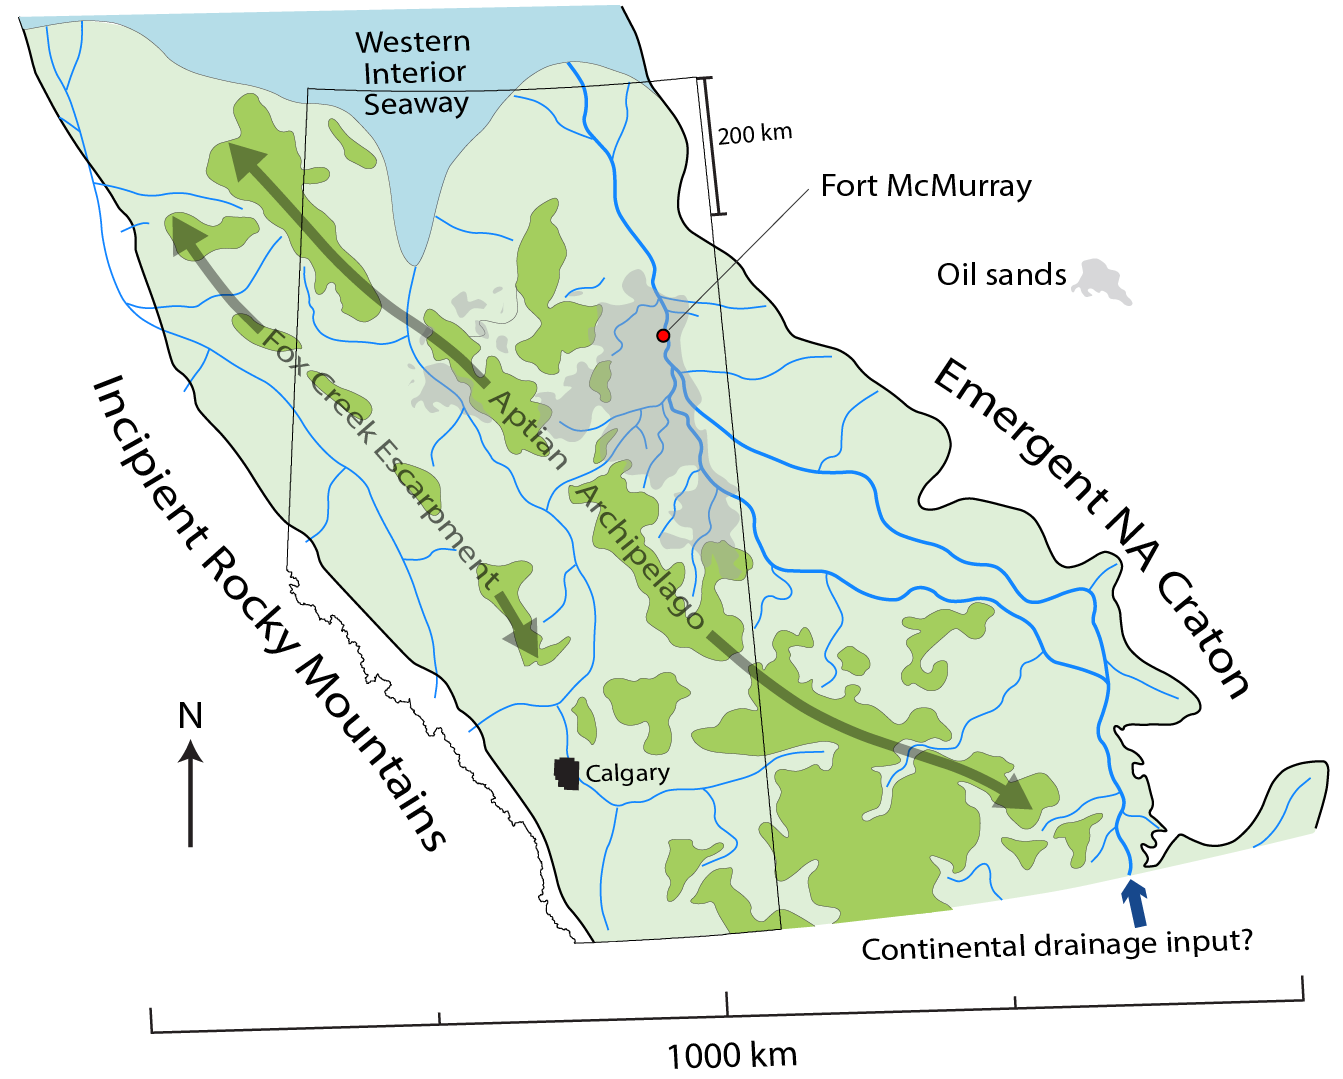 Western
Interior
Seaway
200 km
Fort McMurray
Oil sands
Emergent NA Craton
Fox Creek Escarpment
Aptian Archipelago
Incipient Rocky Mountains
N
Calgary
Continental drainage input?
1000 km